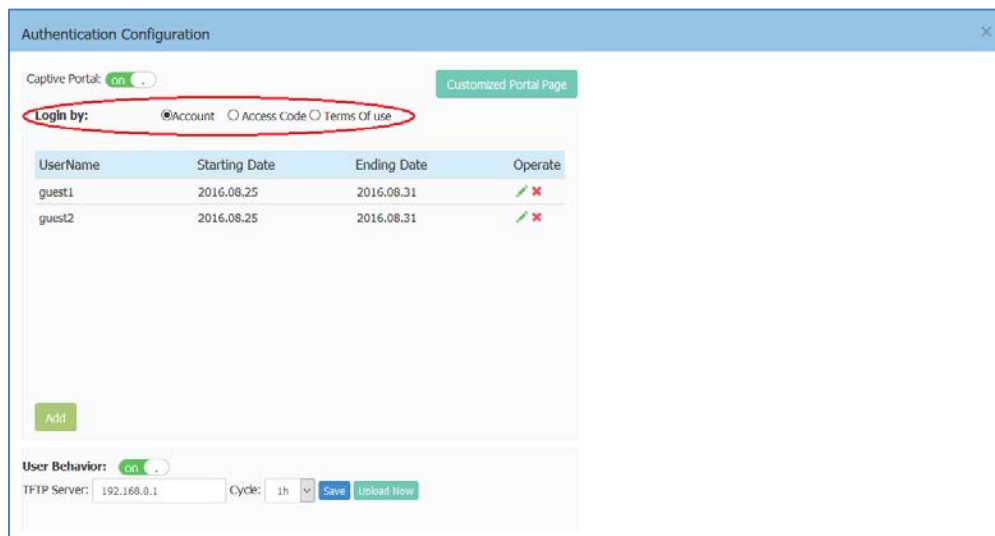 Authentication Configuration
Captive Portal: on
Customized Portal Page
Login by: Account Access Code Terms Of use
UserName Starting Date Ending Date Operate
guest1 2016.08.25 2016.08.31
guest2 2016.08.25 2016.08.31
Add
User Behavior: on
TFTP Server: 192.168.0.1 Cycle: 1h Save Upload Now